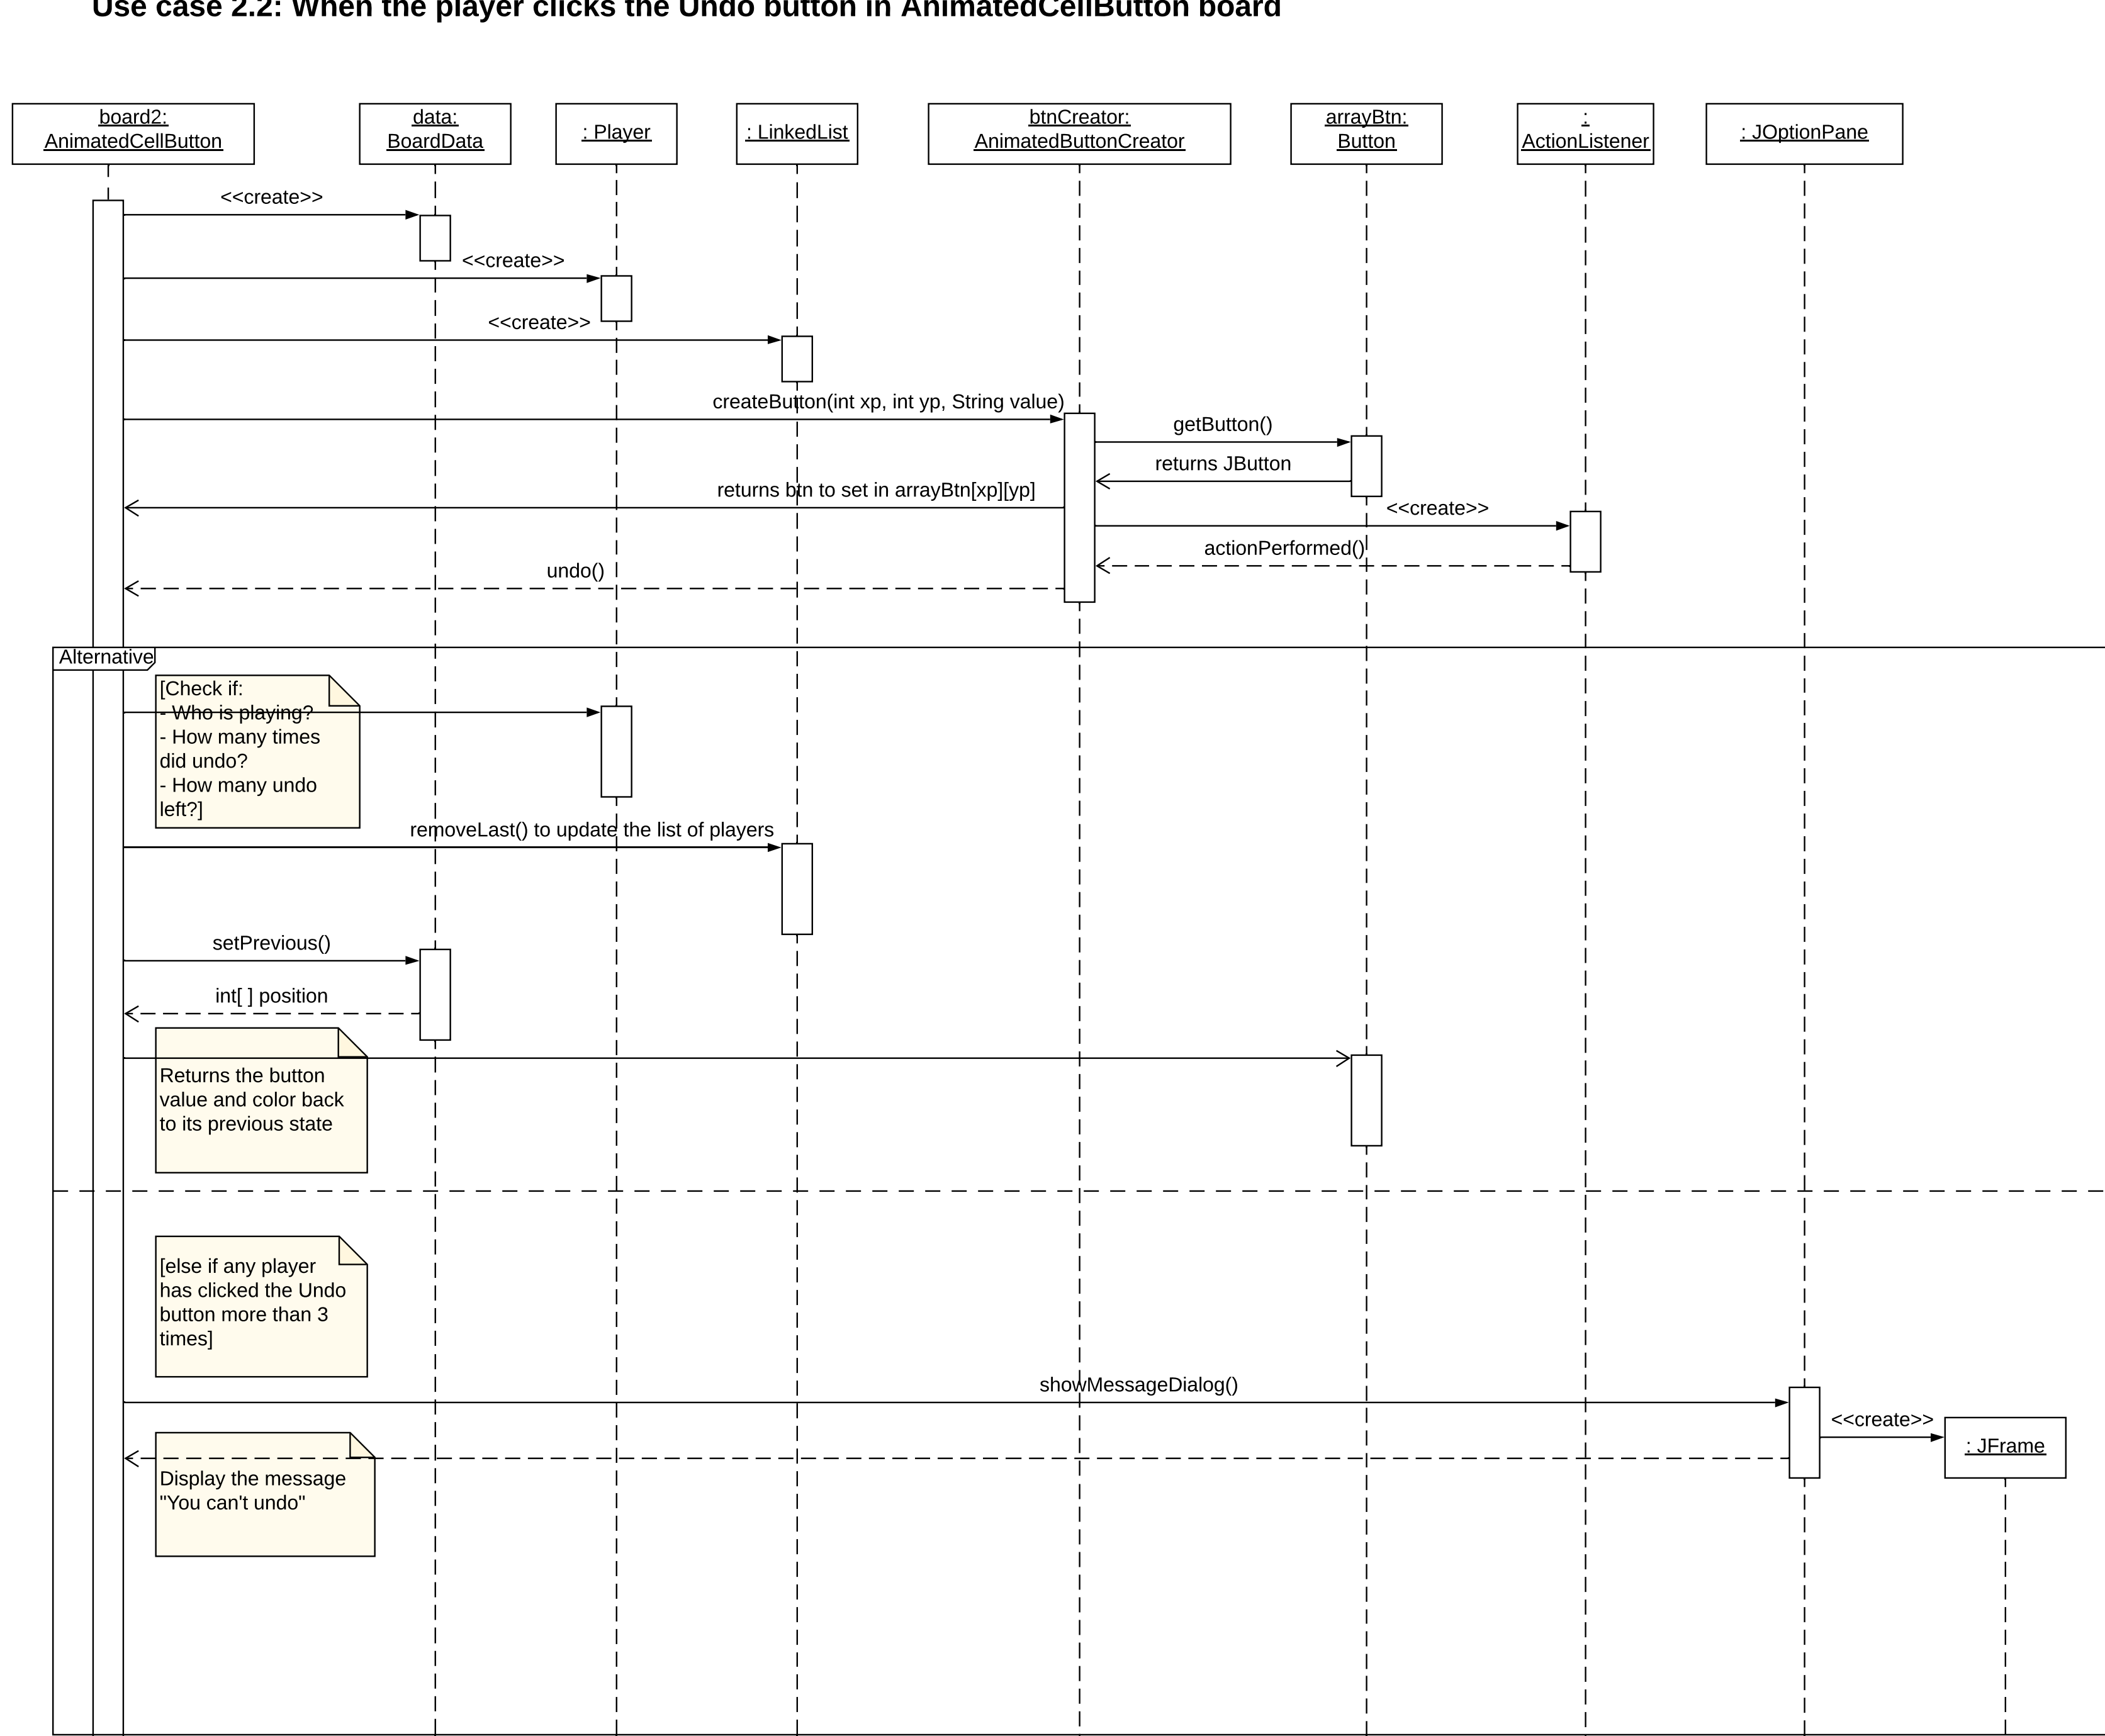 Use case 2.2: When the player clicks the Undo button in AnimatedCellButton board
board2:
AnimatedCellButton
data:
BoardData
: Player
: LinkedList
btnCreator:
AnimatedButtonCreator
arrayBtn:
Button
:
ActionListener
: JOptionPane
<<create>>
<<create>>
<<create>>
createButton(int xp, int yp, String value)
getButton()
returns JButton
returns btn to set in arrayBtn[xp][yp]
<<create>>
actionPerformed()
undo()
Alternative
[Check if:
- Who is playing?
- How many times
did undo?
- How many undo
left?]
removeLast() to update the list of players
setPrevious()
int[ ] position
Returns the button
value and color back
to its previous state
[else if any player
has clicked the Undo
button more than 3
times]
showMessageDialog()
<<create>>
: JFrame
Display the message
"You can't undo"